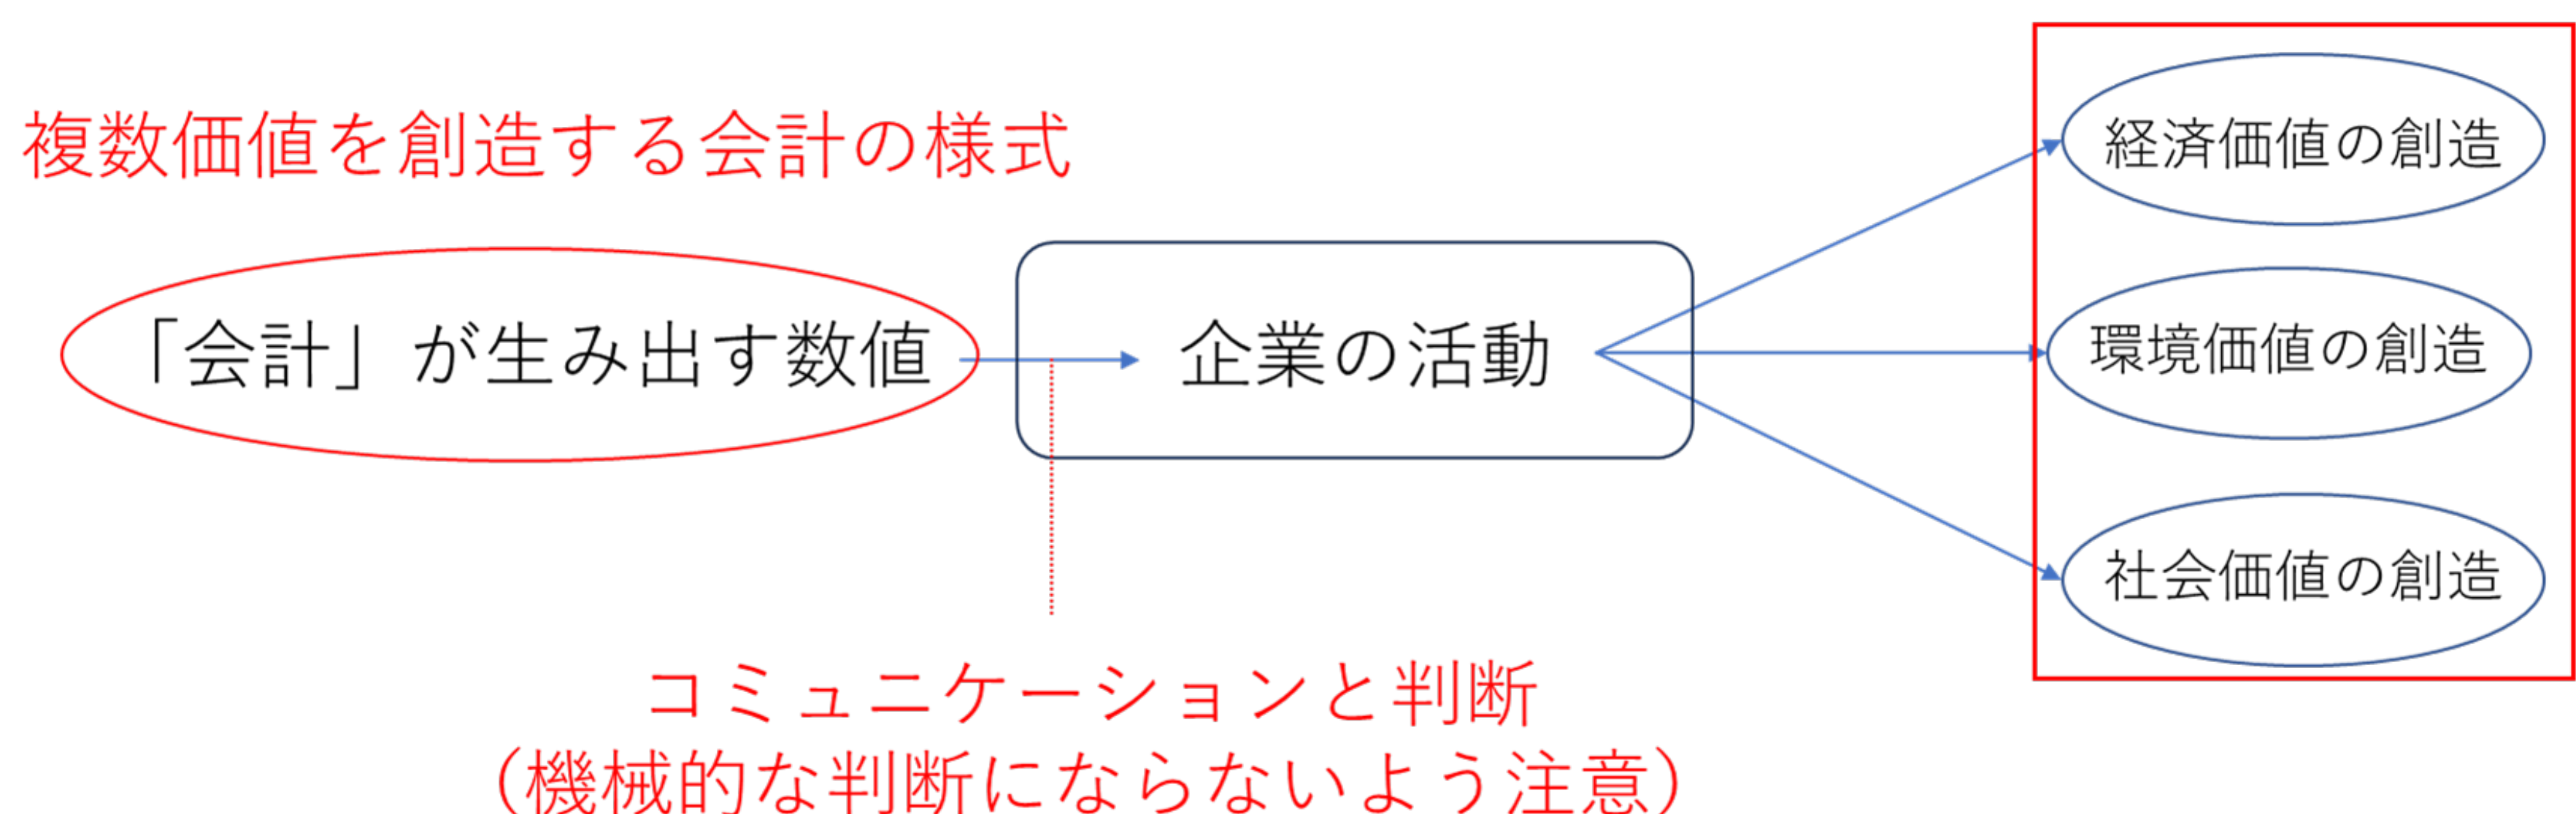 複数価値を創造する会計の様式
「会計」が生み出す数値
企業の活動
経済価値の創造
環境価値の創造
社会価値の創造
コミュニケーションと判断
（機械的な判断にならないよう注意）